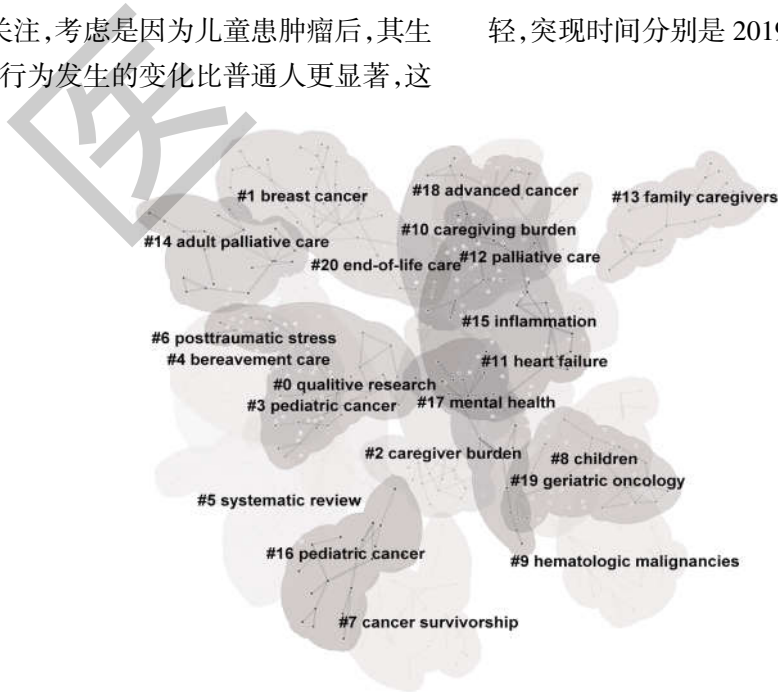 关注,考虑是因为儿童患肿瘤后,其生
行为发生的变化比普通人更显著,这
轻,突现时间分别是 2019
医
#1 breast cancer
#18 advanced cancer
#13 family caregivers
#10 caregiving burden
#14 adult palliative care
#12 palliative care
#20 end-of-life care
#15 inflammation
#6 posttraumatic stress
#4 bereavement care
#11 heart failure
#0 qualitive research
#3 pediatric cancer
#17 mental health
#2 caregiver burden
#8 children
#19 geriatric oncology
#5 systematic review
#16 pediatric cancer
#9 hematologic malignancies
#7 cancer survivorship